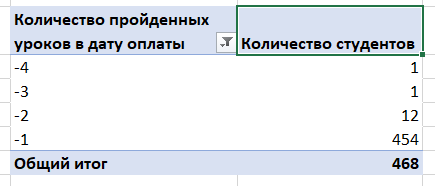 Количество пройденных
уроков в дату оплаты Количество студентов
-4 1
-3 1
-2 12
-1 454
Общий итог 468